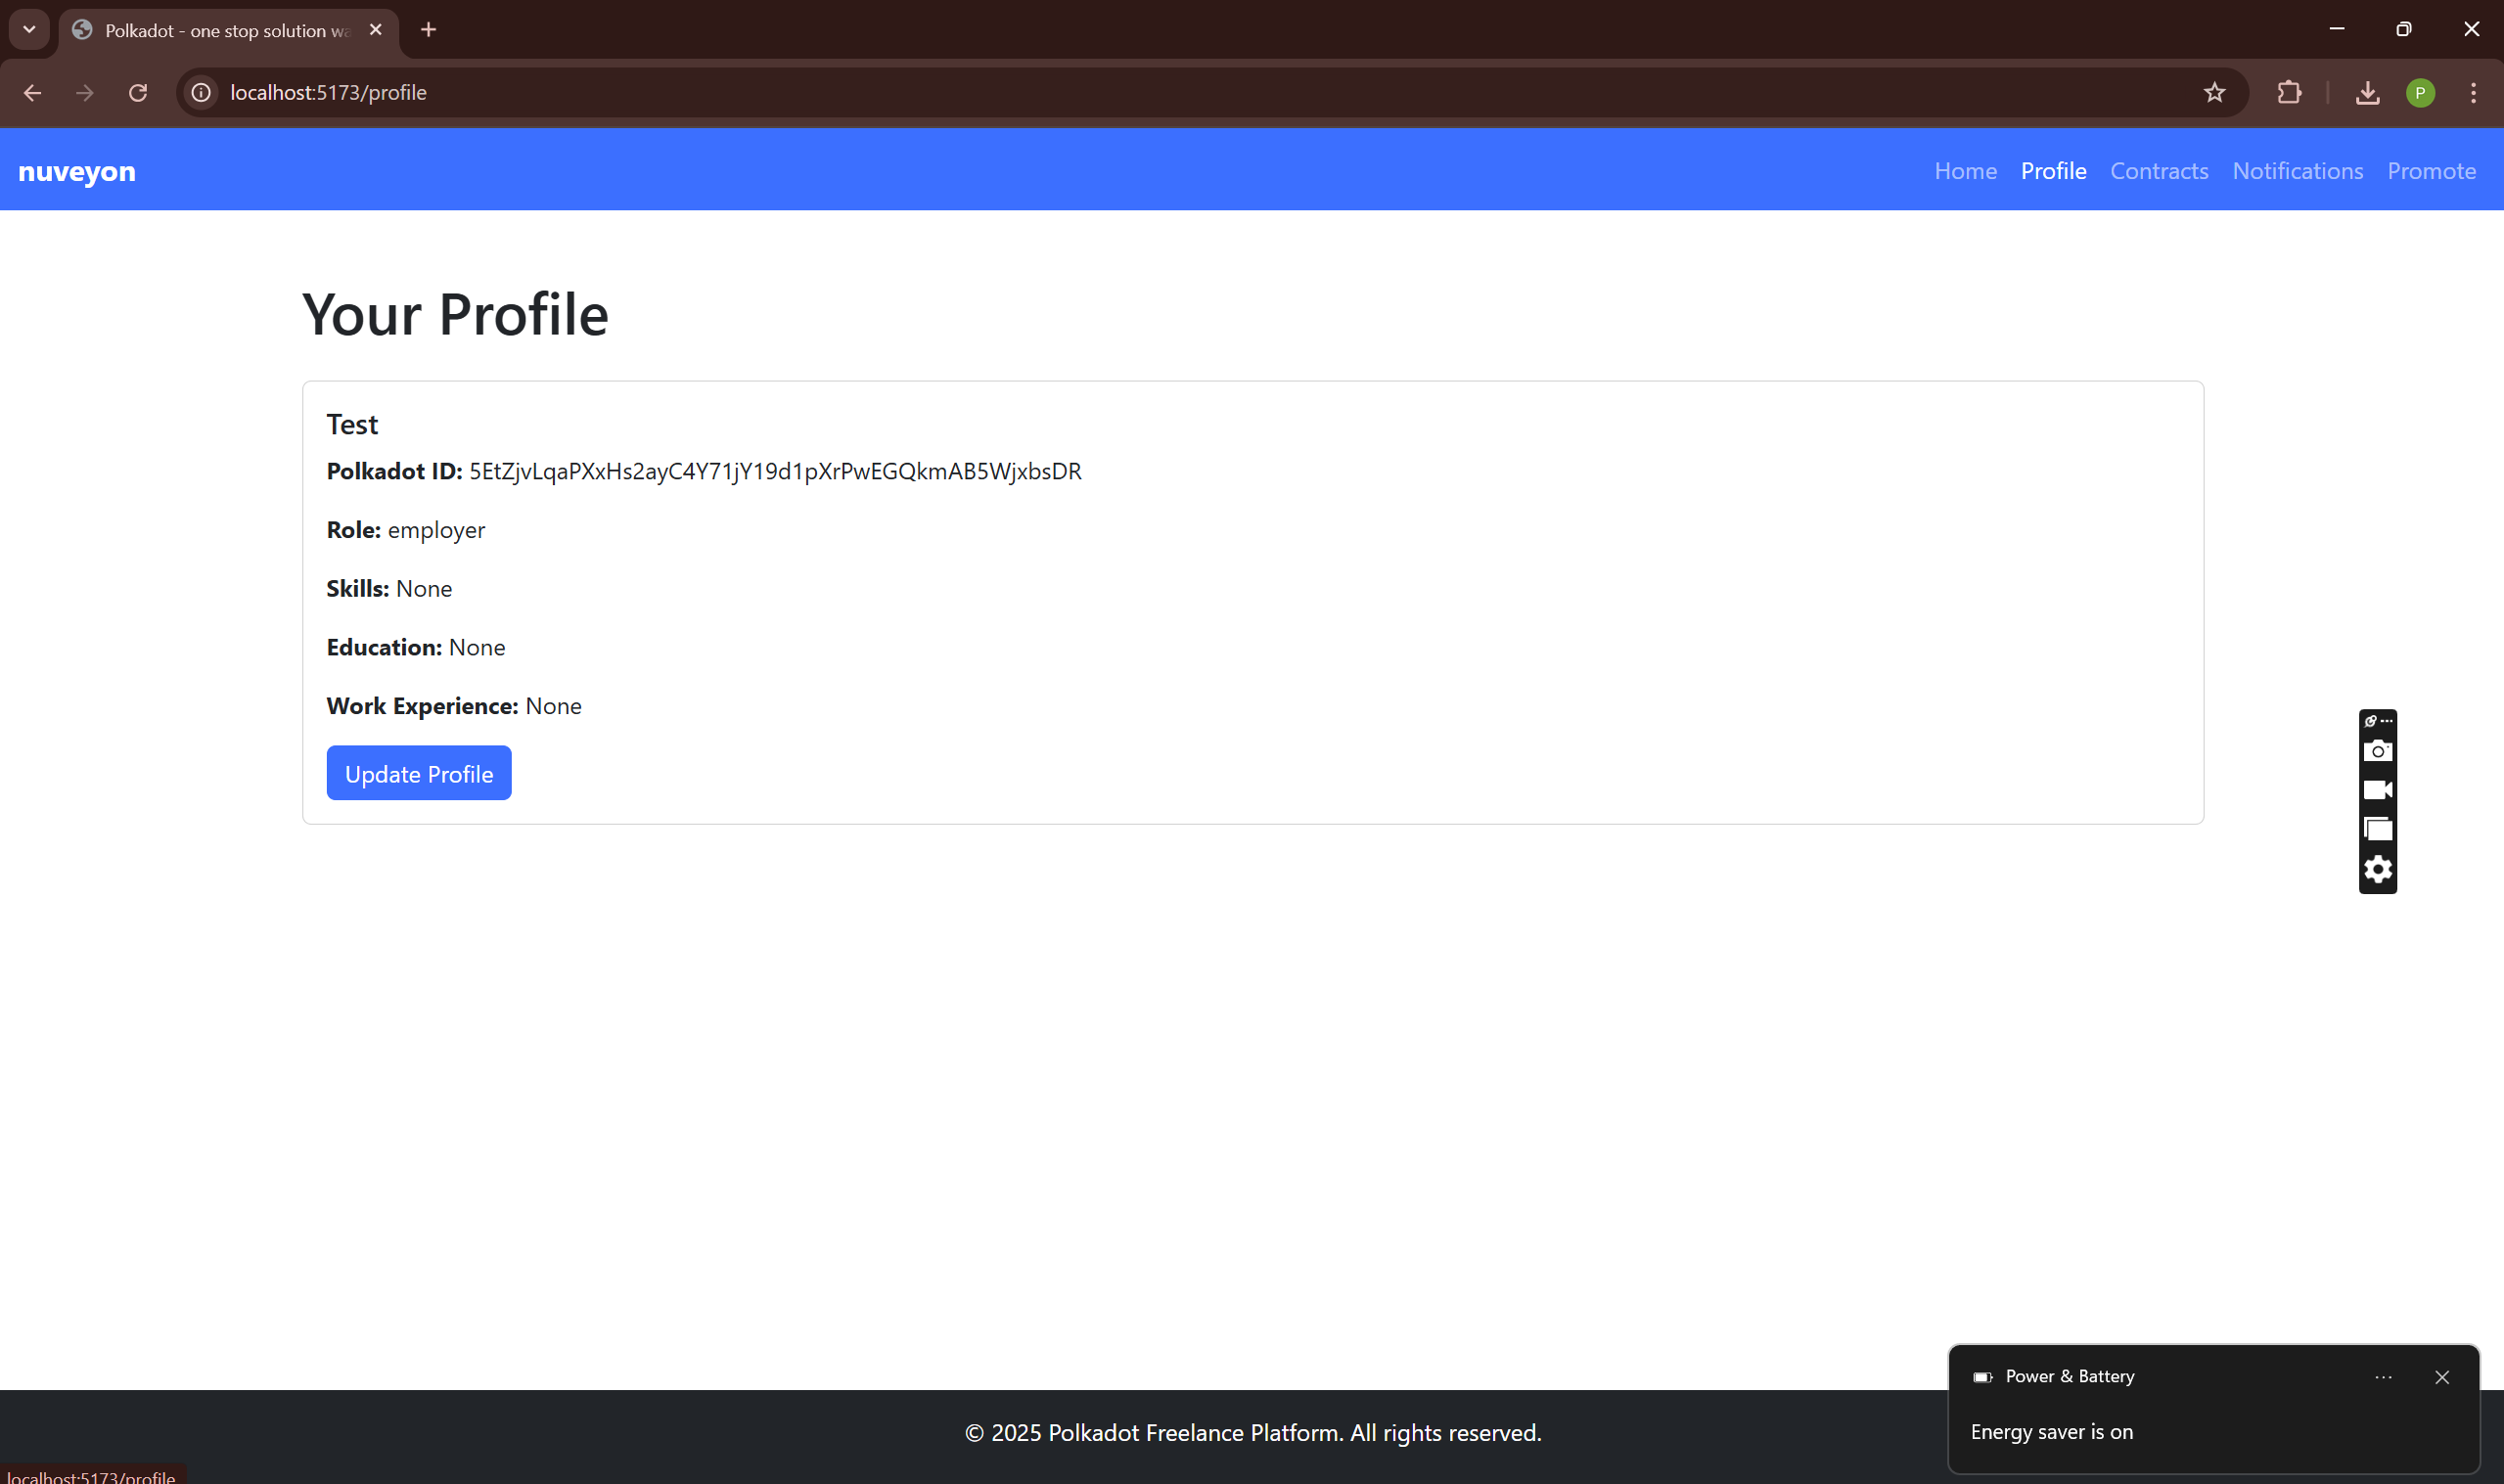 Polkadot - one stop solution wa
localhost:5173/profile
P
nuveyon
Home Profile Contracts Notifications Promote
Your Profile
Test
Polkadot ID: 5EtZjvLqaPXxHs2ayC4Y71jY19d1pXrPwEGQkmAB5WjxbsDR
Role: employer
Skills: None
Education: None
Work Experience: None
Update Profile
Power & Battery
Energy saver is on
© 2025 Polkadot Freelance Platform. All rights reserved.
localhost:5173/profile